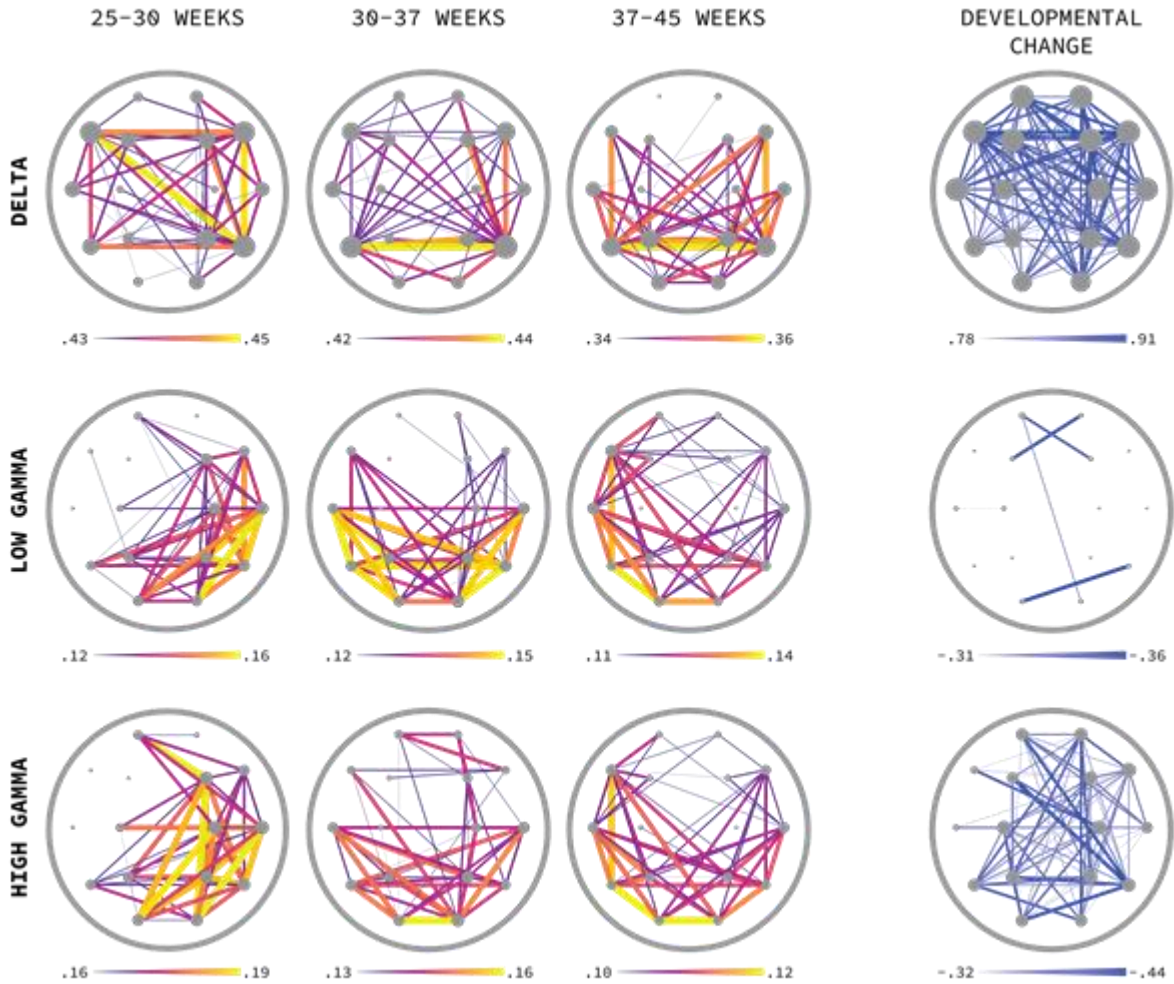 25-30 WEEKS 30-37 WEEKS 37-45 WEEKS DEVELOPMENTAL
CHANGE
DELTA
.43 .45 .42 .44 .34 .36 .78 .91
LOW GAMMA
.12 .16 .12 .15 .11 .14 -.31 -.36
HIGH GAMMA
.16 .19 .13 .16 .10 .12 -.32 -.44